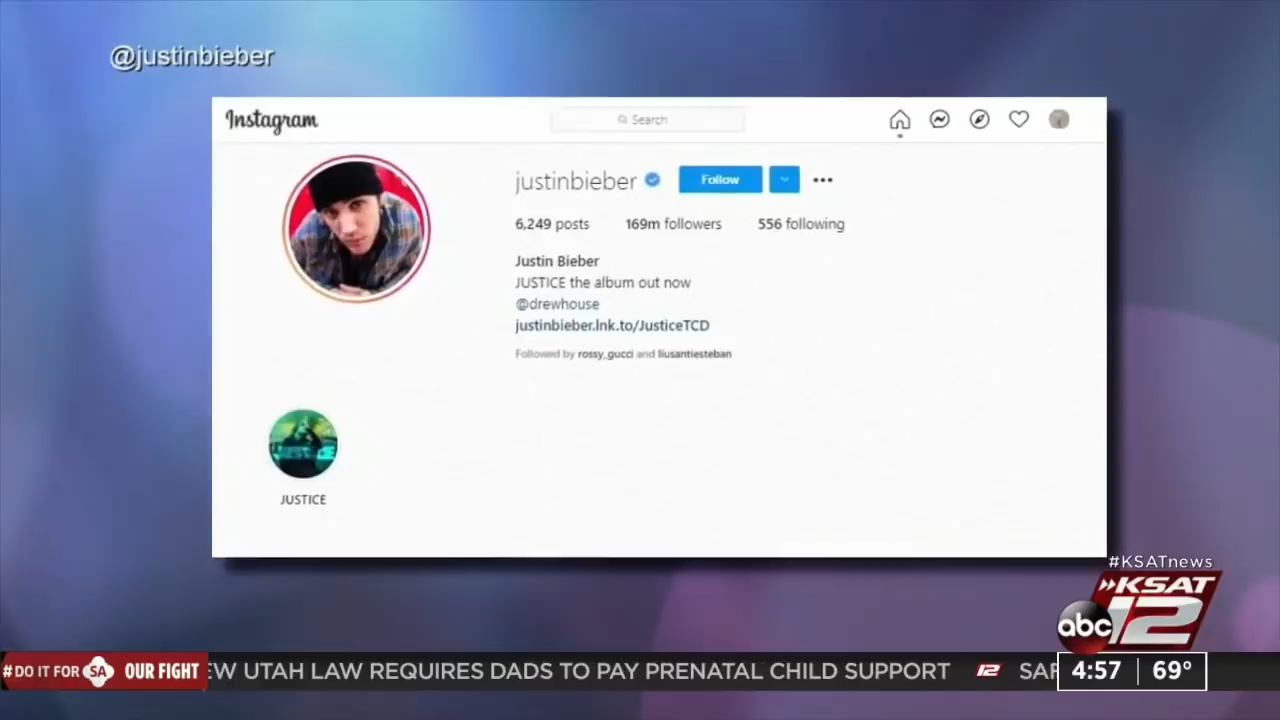 @justinbieber
Instagram
Search
justinbieber
Follow
6,249 posts 169m followers 556 following
Justin Bieber
JUSTICE the album out now
@drewhouse
justinbieber.lnk.to/JusticeTCD
Followed by rossy_gucci and liusantiesteban
JUSTICE
JUSTICE
#KSATnews
KSAT
abc 12
#DO IT FOR SA OUR FIGHT EW UTAH LAW REQUIRES DADS TO PAY PRENATAL CHILD SUPPORT 12 SAF 4:57 69°